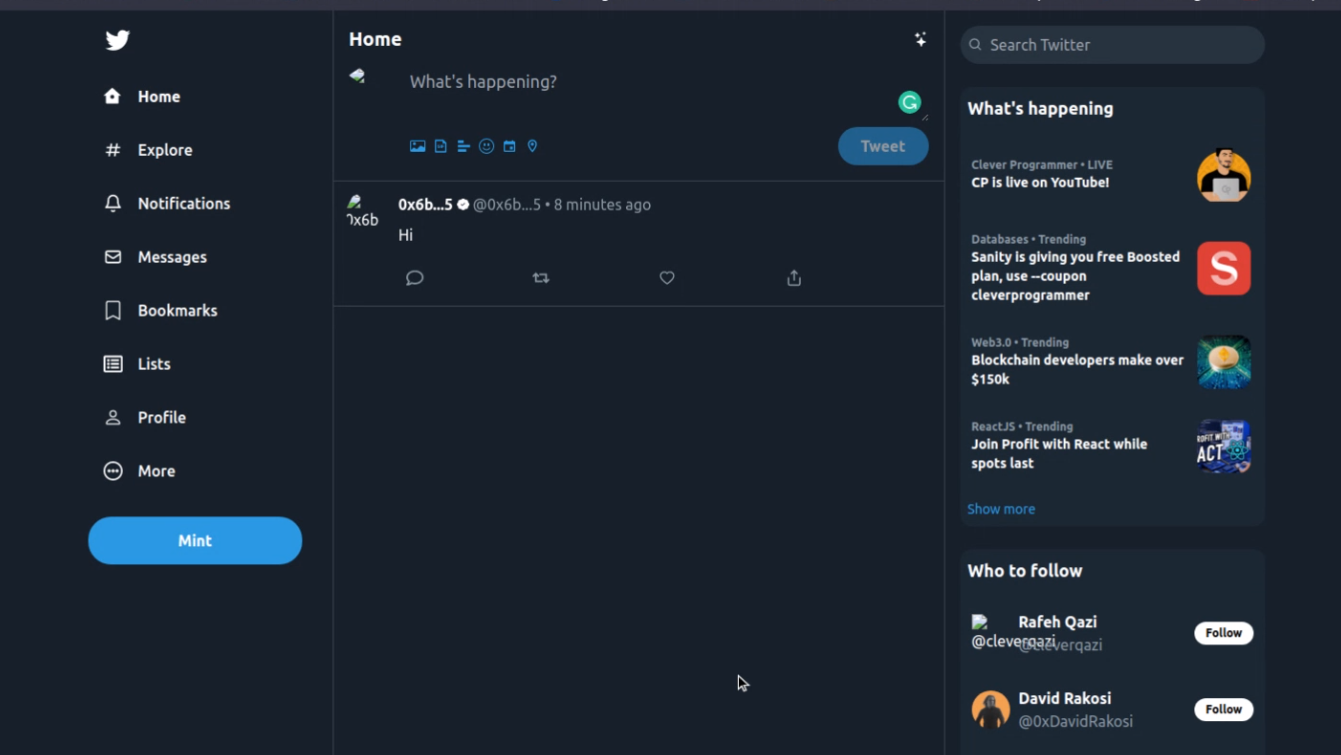 Home
Explore
Notifications
Messages
Bookmarks
Lists
Profile
More
Mint
Home
What's happening?
Tweet
0x6b...5 @0x6b...5 • 8 minutes ago
0x6b
Hi
Search Twitter
What's happening
Clever Programmer • LIVE
CP is live on YouTube!
Databases • Trending
Sanity is giving you free Boosted
plan, use --coupon
cleverprogrammer
S
Web3.0 • Trending
Blockchain developers make over
$150k
ReactJS • Trending
Join Profit with React while
spots last
ACT
Show more
Who to follow
Rafeh Qazi
@cleverqazi
@cleverqazi
Follow
David Rakosi
@0xDavidRakosi
Follow